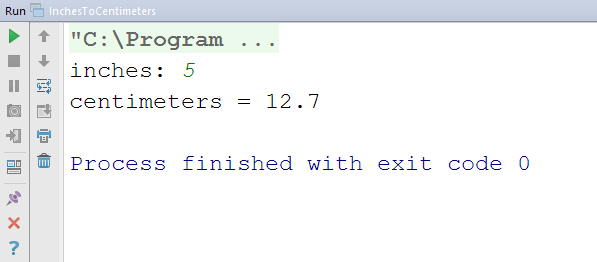 Run InchesToCentimeters
"C:\Program ...
inches: 5
centimeters = 12.7
Process finished with exit code 0